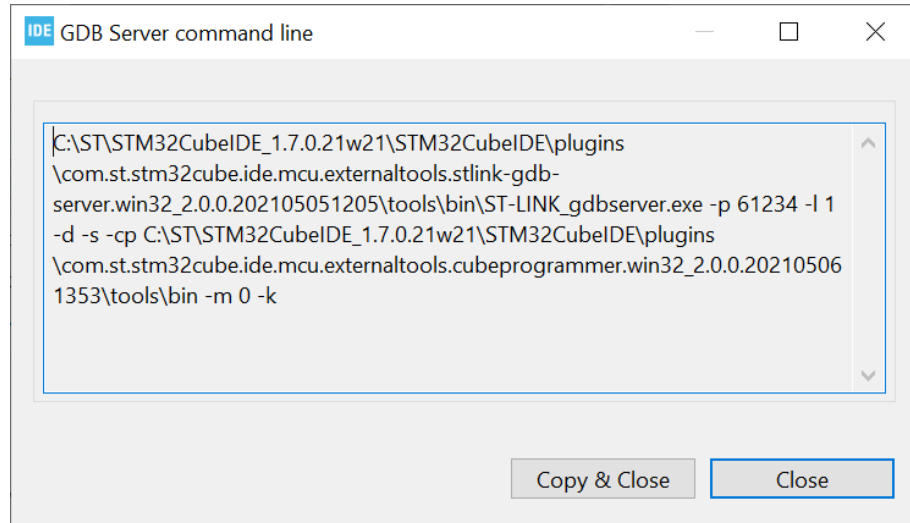 IDE GDB Server command line
C:\ST\STM32CubeIDE_1.7.0.21w21\STM32CubeIDE\plugins
\com.st.stm32cube.ide.mcu.externaltools.stlink-gdb-
server.win32_2.0.0.202105051205\tools\bin\ST-LINK_gdbserver.exe -p 61234 -l 1
-d -s -cp C:\ST\STM32CubeIDE_1.7.0.21w21\STM32CubeIDE\plugins
\com.st.stm32cube.ide.mcu.externaltools.cubeprogrammer.win32_2.0.0.20210506
1353\tools\bin -m 0 -k
Copy & Close Close